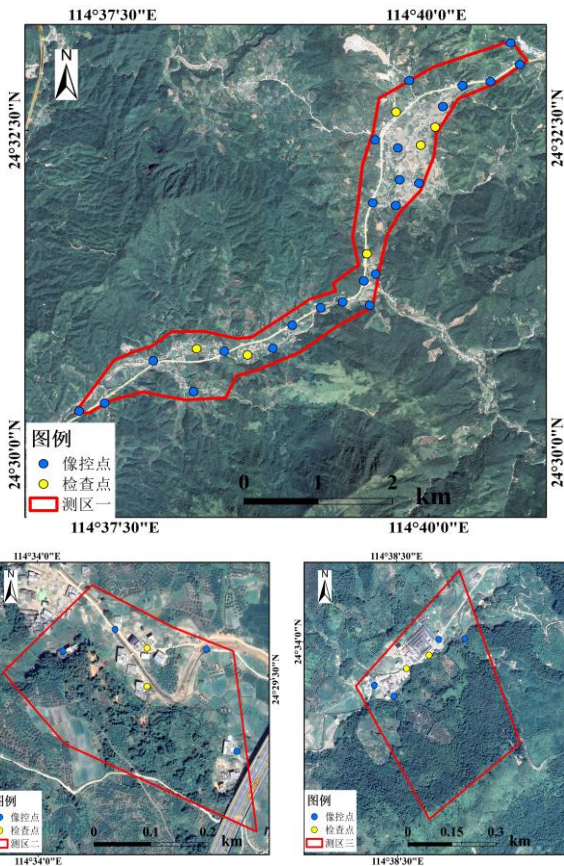 114°37'30"E 114°40'0"E
N
24°32'30"N 24°32'30"N
24°30'0"N 24°30'0"N
图例
像控点
检查点
测区一
0 1 2
km
114°37'30"E 114°40'0"E
114°34'0"E
N
24°29'30"N
图例
像控点
检查点
测区二
0 0.1 0.2
km
114°34'0"E
114°38'30"E
N
24°34'0"N
图例
像控点
检查点
测区三
0 0.15 0.3
km
114°38'30"E